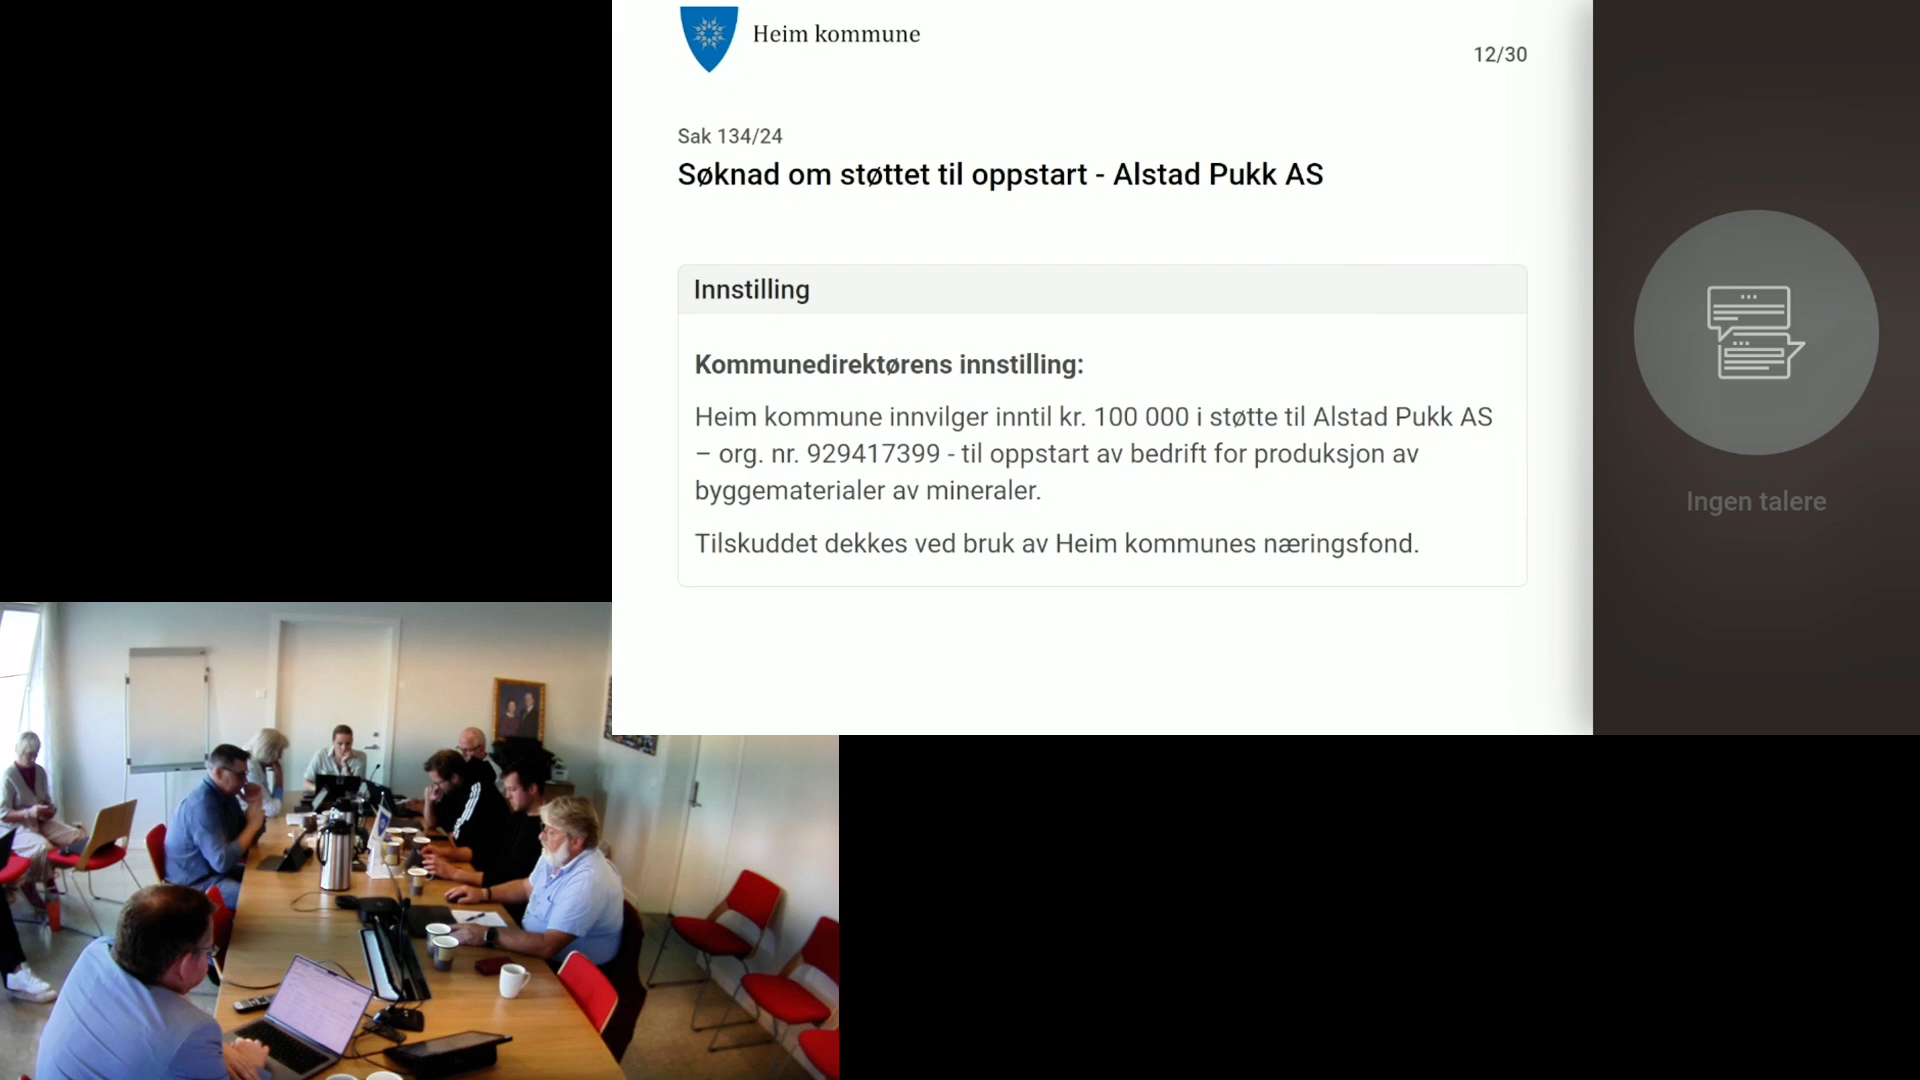 Heim kommune
12/30
Sak 134/24
Søknad om støttet til oppstart - Alstad Pukk AS
Innstilling
Kommunedirektørens innstilling:
Heim kommune innvilger inntil kr. 100 000 i støtte til Alstad Pukk AS
– org. nr. 929417399 - til oppstart av bedrift for produksjon av
byggematerialer av mineraler.
Tilskuddet dekkes ved bruk av Heim kommunes næringsfond.
Ingen talere